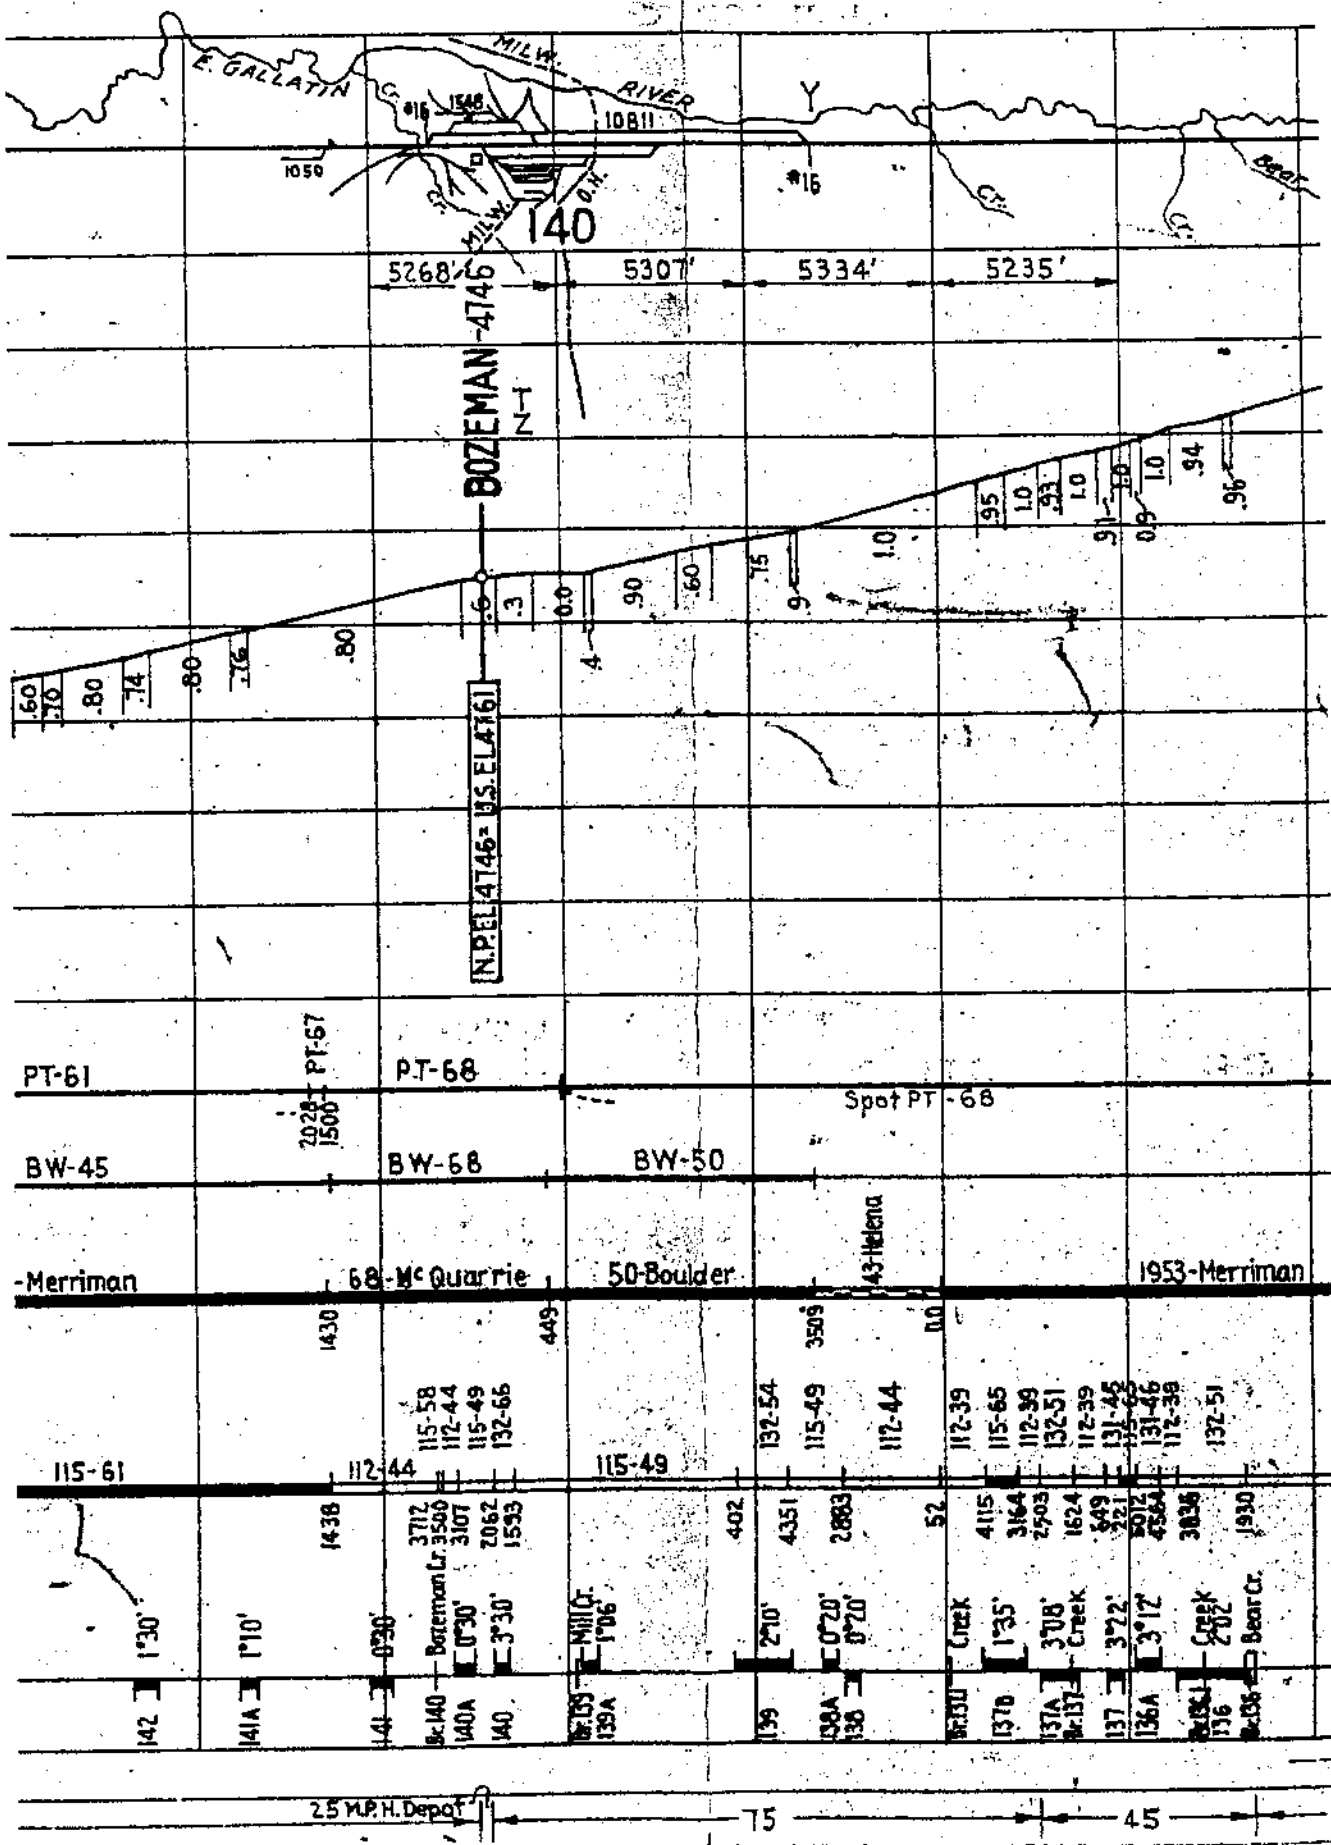 MILW.
E. GALLATIN
RIVER
Y
Cr.
#16
1548
10811
1050
#16
Cr.
Bear
Cr.
MILW.
O.H.
Cr.
140
5268'
5307'
5334'
5235'
BOZEMAN-4746
N
.60
.70
.80
.74
.80
.76
.80
.6
.3
0.0
.4
.90
.60
.75
.9
1.0
.95
1.0
.93
1.0
.91
1.0
0.9
1.0
.94
.96
N.P.EL.4746= U.S.EL.4761
PT-61
2028
1500
PT-67
PT-68
Spot PT-68
BW-45
BW-68
BW-50
-Merriman
68-McQuarrie
50-Boulder
43-Helena
1953-Merriman
1430
449
3509
0.0
115-61
112-44
115-58
112-44
115-49
132-66
115-49
132-54
115-49
112-44
112-39
115-65
112-39
132-51
112-39
131-46
115-65
131-46
112-39
132-51
1438
3712
3500
3107
2062
1593
402
4351
2883
52
4115
3164
2503
1624
649
221
5012
4564
3838
1930
1°30'
1°10'
0°30'
Bozeman Cr.
0°30'
3°30'
Mill Cr.
1°06'
2°10'
0°20'
0°20'
Creek
1°35'
3°08'
Creek
3°22'
3°12'
Creek
2°02'
Bear Cr.
142
141A
141
Br.140
140A
140
Br.139
139A
139
138A
138
137B
137A
Br.137
137
136A
136
Br.136
25 M.P.H. Depot
75
45